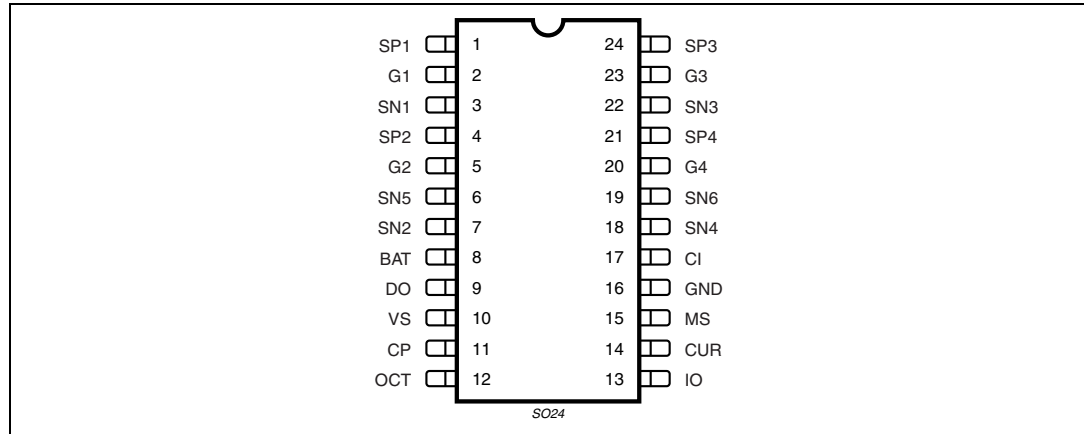 SP1 1 24 SP3
G1 2 23 G3
SN1 3 22 SN3
SP2 4 21 SP4
G2 5 20 G4
SN5 6 19 SN6
SN2 7 18 SN4
BAT 8 17 CI
DO 9 16 GND
VS 10 15 MS
CP 11 14 CUR
OCT 12 13 IO
SO24